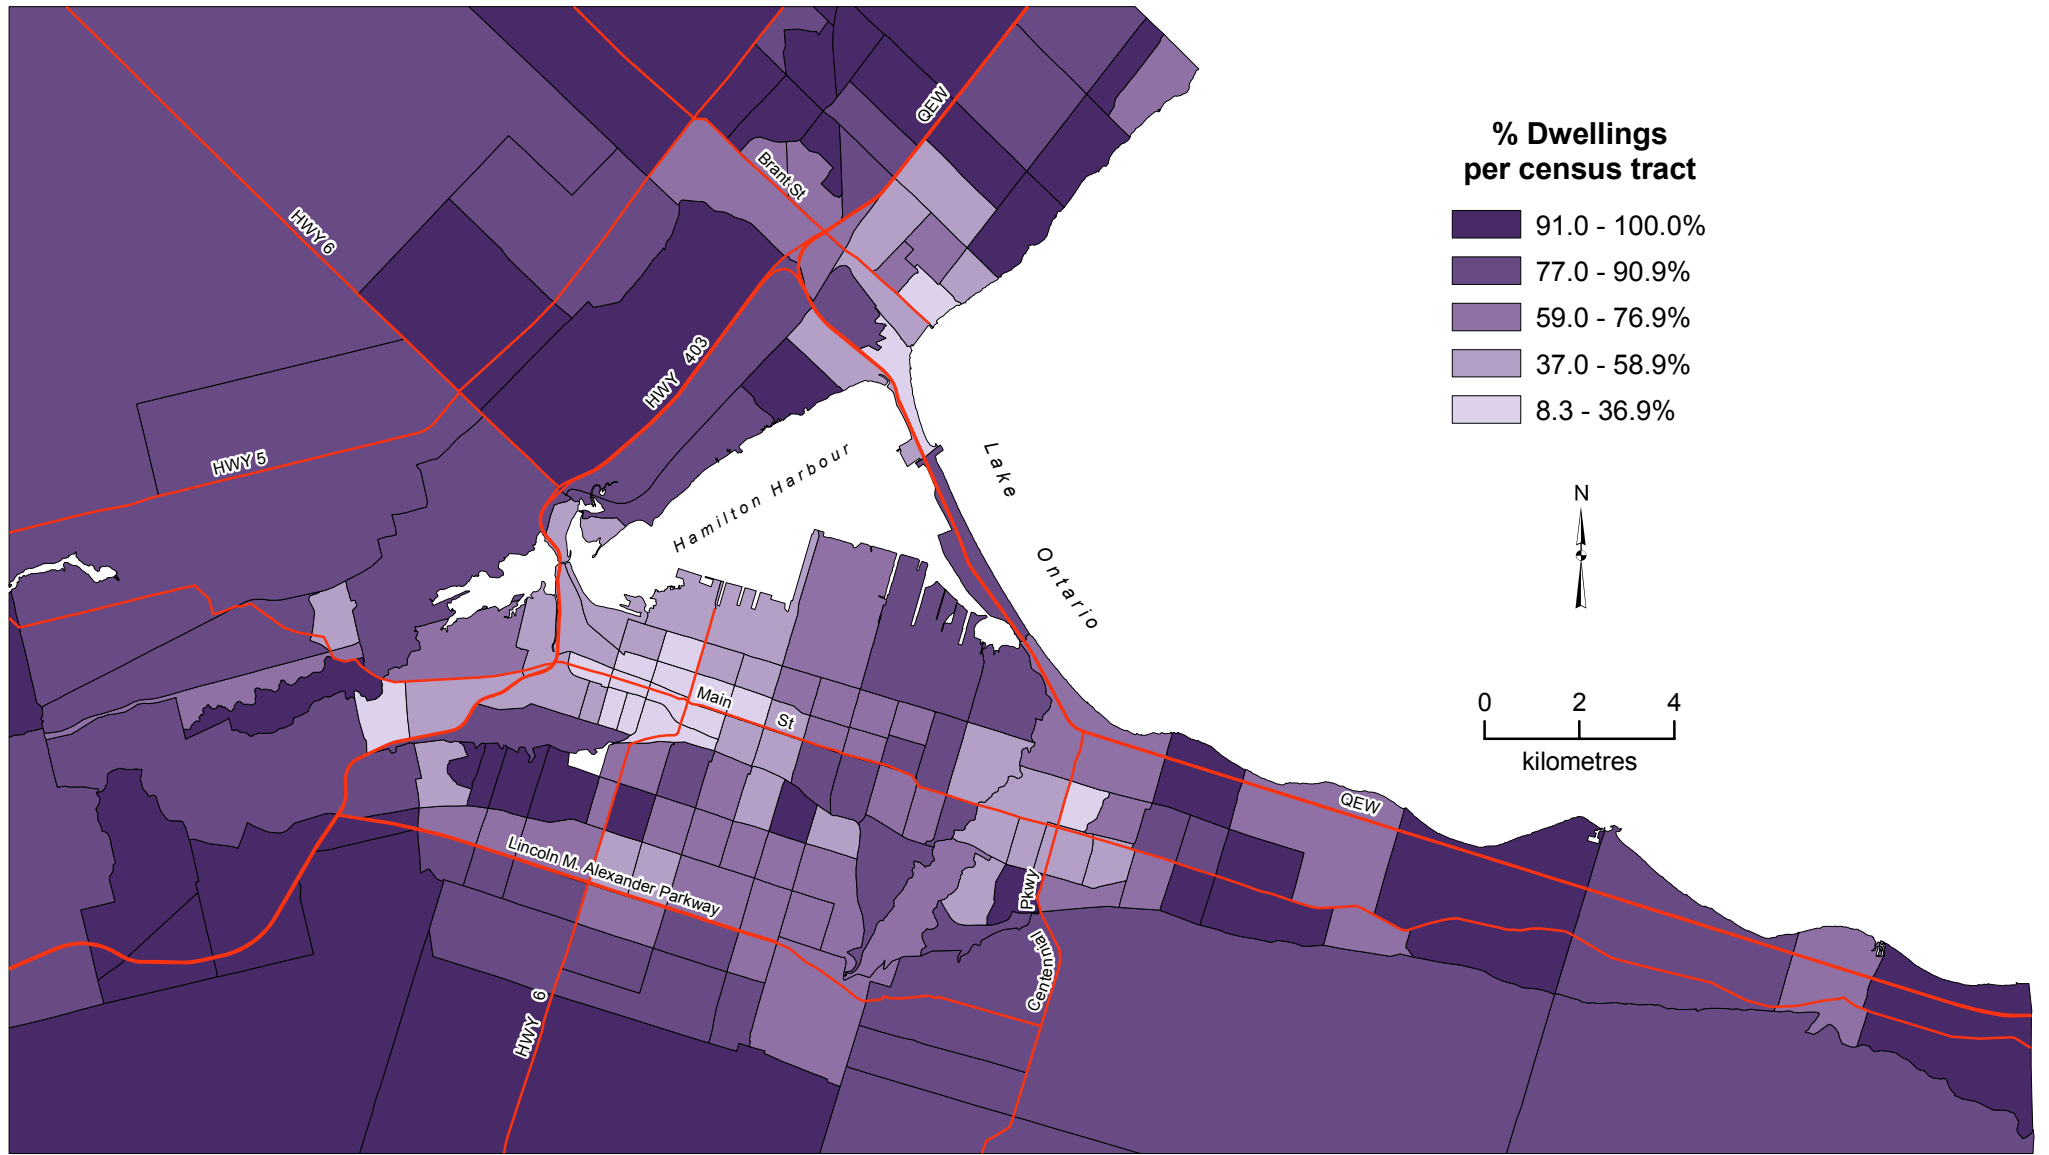 % Dwellings
per census tract
91.0 - 100.0%
77.0 - 90.9%
59.0 - 76.9%
37.0 - 58.9%
8.3 - 36.9%
N
0 2 4
kilometres
QEW
Brant St
HWY 6
HWY 403
HWY 5
Hamilton Harbour
Lake
Ontario
Main St
QEW
Lincoln M. Alexander Parkway
Centennial Pkwy
HWY 6